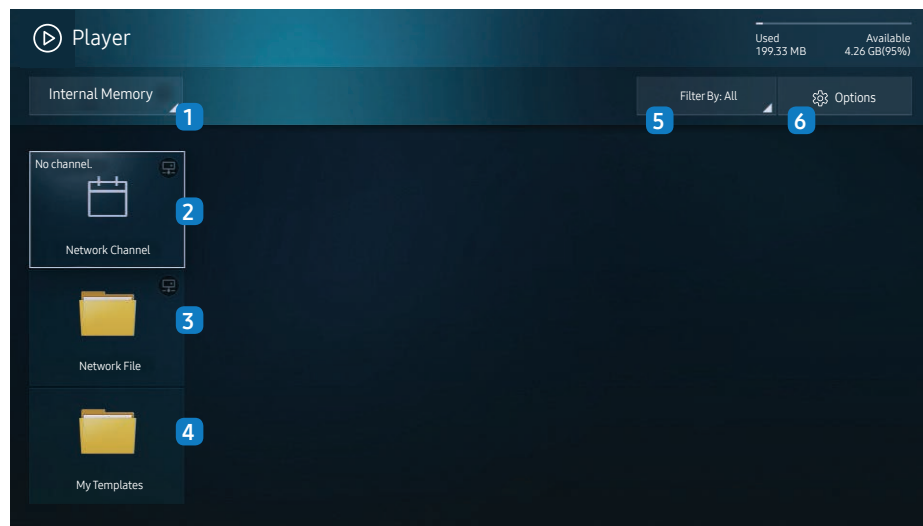 Player
Used Available
199.33 MB 4.26 GB(95%)
Internal Memory
1
Filter By: All
5
Options
6
No channel.
2
Network Channel
3
Network File
4
My Templates